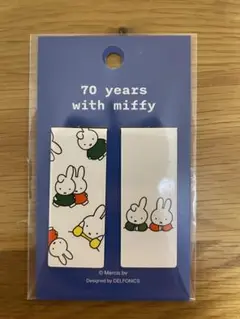 70 years
with miffy
© Mercis bv
Designed by DELFONICS